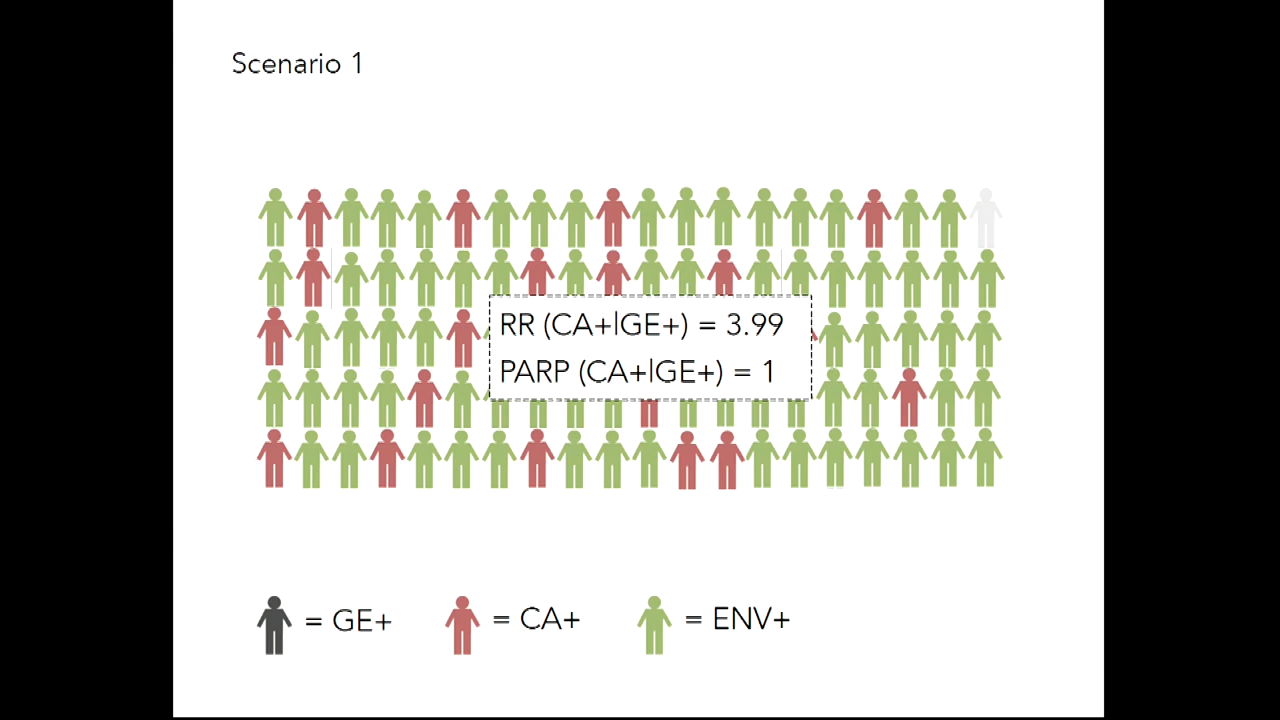 Scenario 1
RR (CA+|GE+) = 3.99
PARP (CA+|GE+) = 1
= GE+ = CA+ = ENV+